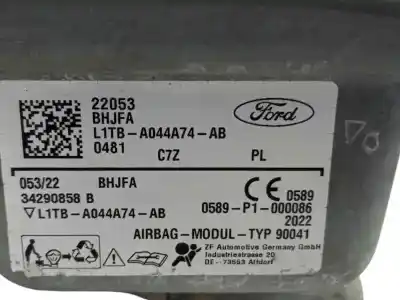 22053
BHJFA
L1TB-A044A74-AB
0481 C7Z PL
Ford
053/22 BHJFA
34290858 B
▽L1TB-A044A74-AB
CE 0589
0589-P1-000086
2022
AIRBAG-MODUL-TYP 90041
ZF Automotive Germany GmbH
Industriestrasse 20
DE-73553 Alfdorf